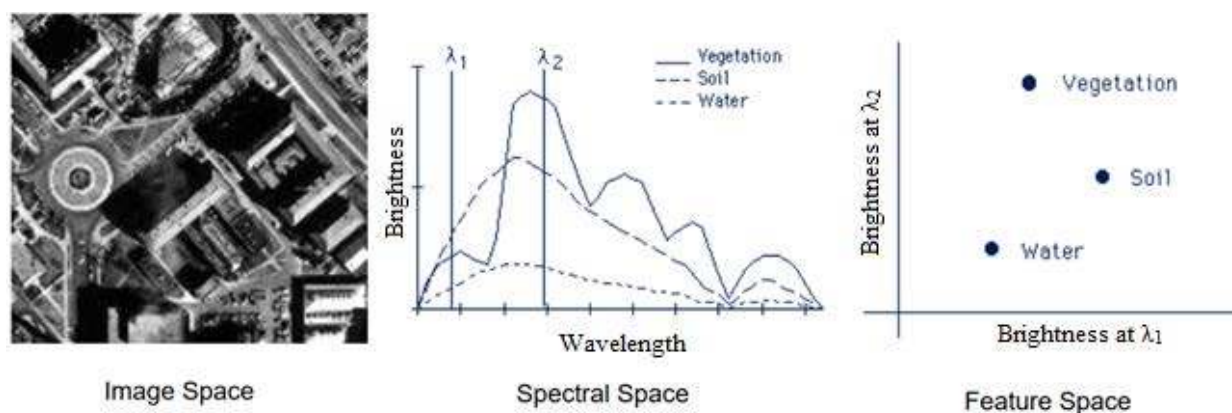 Image Space
Brightness
λ1
λ2
Vegetation
Soil
Water
Wavelength
Spectral Space
Brightness at λ2
Vegetation
Soil
Water
Brightness at λ1
Feature Space